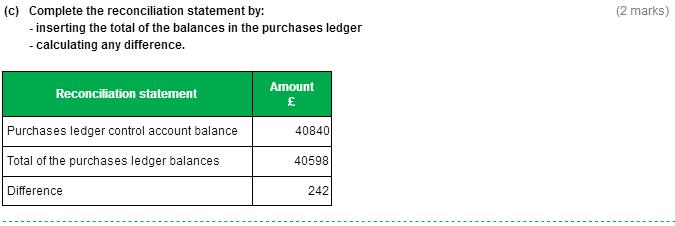 (c) Complete the reconciliation statement by: (2 marks)
- inserting the total of the balances in the purchases ledger
- calculating any difference.
Reconciliation statement Amount £
Purchases ledger control account balance 40840
Total of the purchases ledger balances 40598
Difference 242